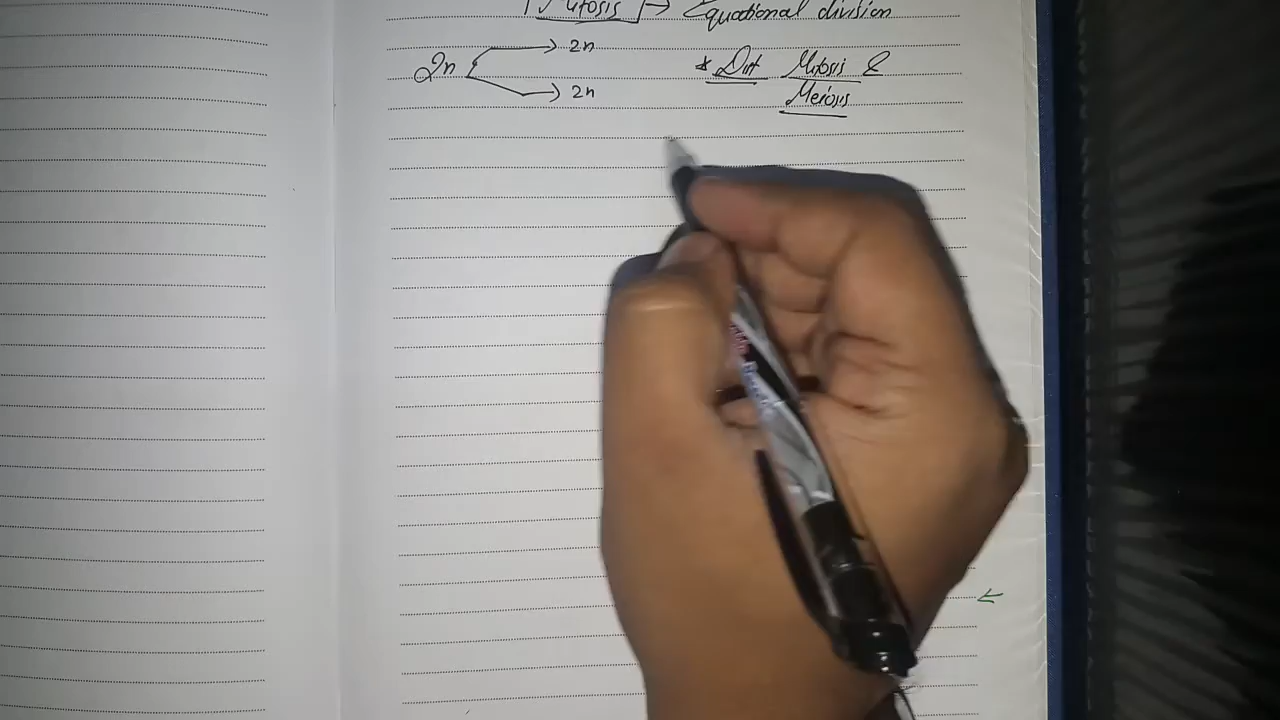 Mitosis → Equational division
2n → 2n
→ 2n
* Diff Mitosis &
Meiosis